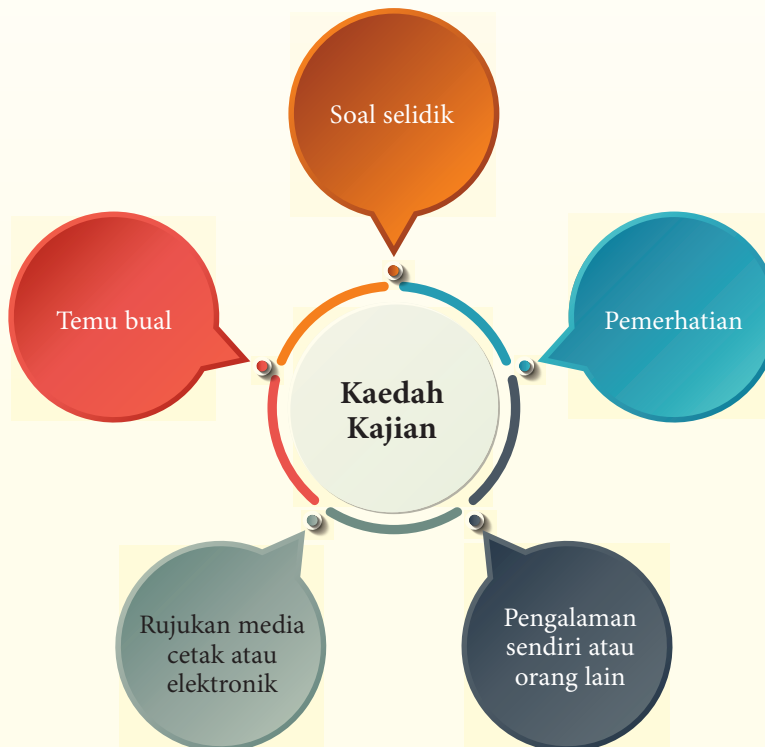 Soal selidik
Temu bual
Pemerhatian
Kaedah
Kajian
Rujukan media
cetak atau
elektronik
Pengalaman
sendiri atau
orang lain